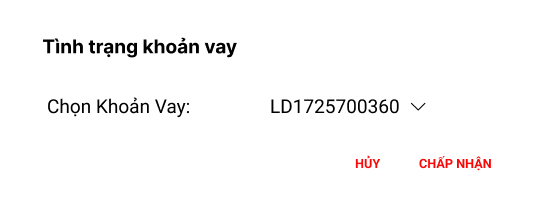 Tình trạng khoản vay
Chọn Khoản Vay: LD1725700360
HỦY CHẤP NHẬN